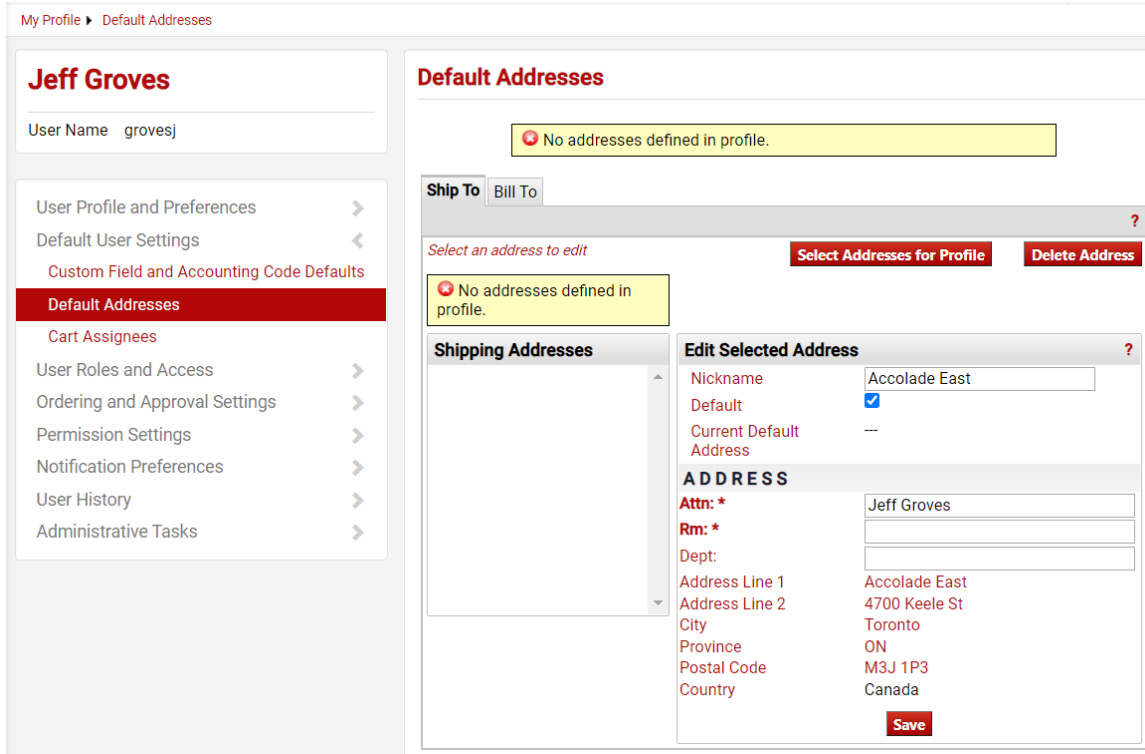 My Profile ▸ Default Addresses
Jeff Groves
User Name grovesj
User Profile and Preferences
Default User Settings
Custom Field and Accounting Code Defaults
Default Addresses
Cart Assignees
User Roles and Access
Ordering and Approval Settings
Permission Settings
Notification Preferences
User History
Administrative Tasks
Default Addresses
No addresses defined in profile.
Ship To Bill To
?
Select an address to edit Select Addresses for Profile Delete Address
No addresses defined in
profile.
Shipping Addresses
Edit Selected Address ?
Nickname Accolade East
Default
Current Default ---
Address
ADDRESS
Attn: * Jeff Groves
Rm: *
Dept:
Address Line 1 Accolade East
Address Line 2 4700 Keele St
City Toronto
Province ON
Postal Code M3J 1P3
Country Canada
Save